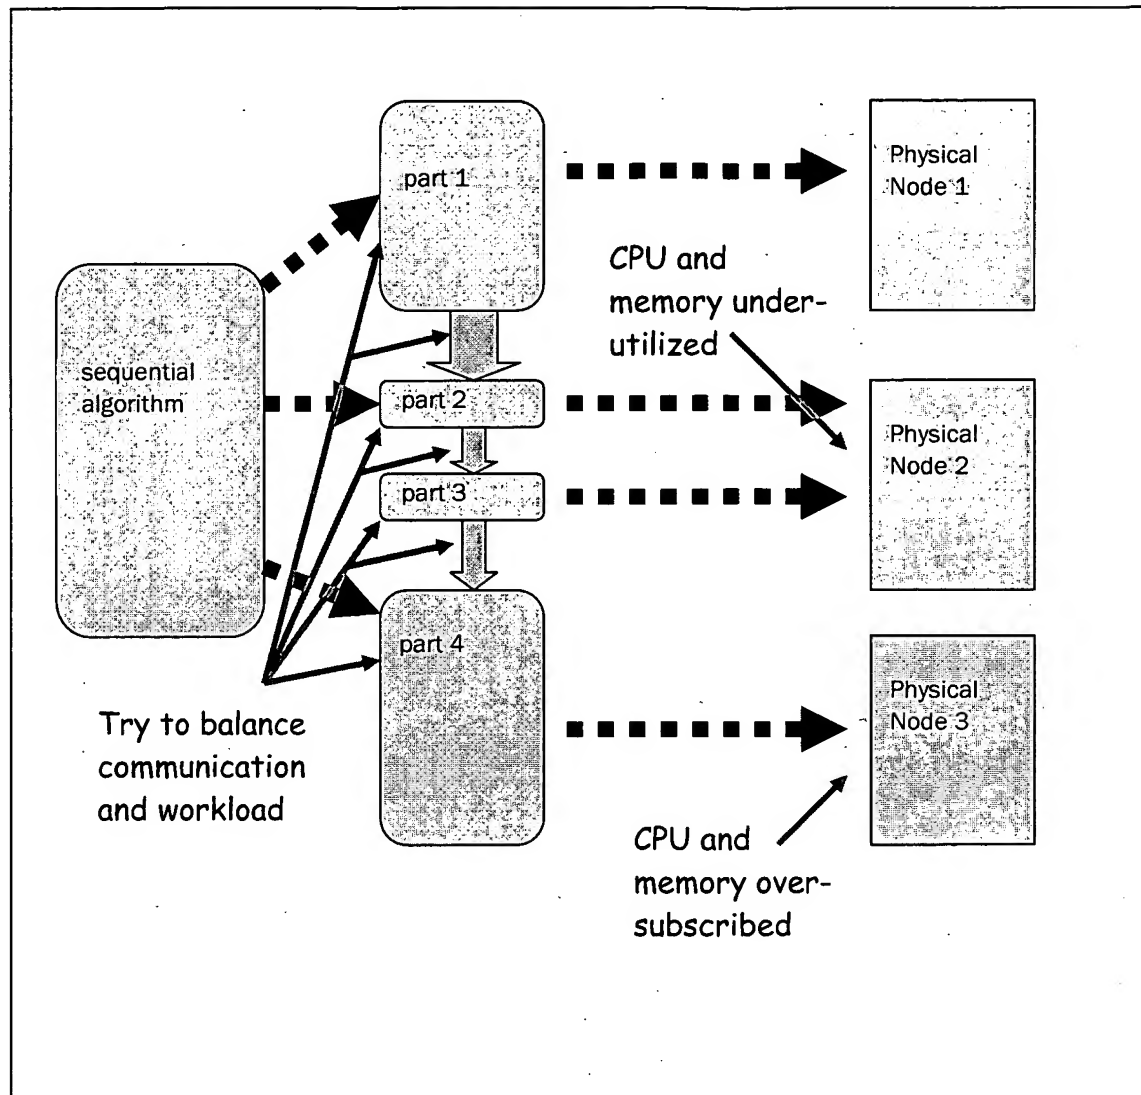 part 1
Physical
Node 1
CPU and
memory under-
utilized
sequential
algorithm
part 2
Physical
Node 2
part 3
part 4
Physical
Node 3
Try to balance
communication
and workload
CPU and
memory over-
subscribed